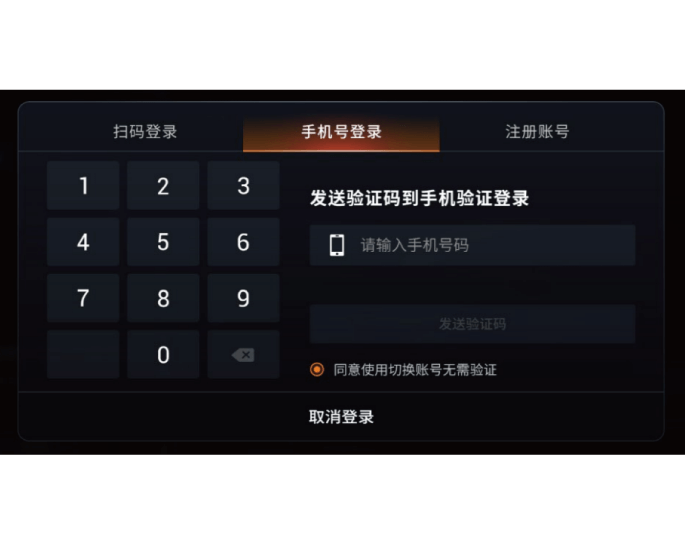 扫码登录 手机号登录 注册账号
1 2 3
发送验证码到手机验证登录
4 5 6
请输入手机号码
7 8 9
发送验证码
0
同意使用切换账号无需验证
取消登录